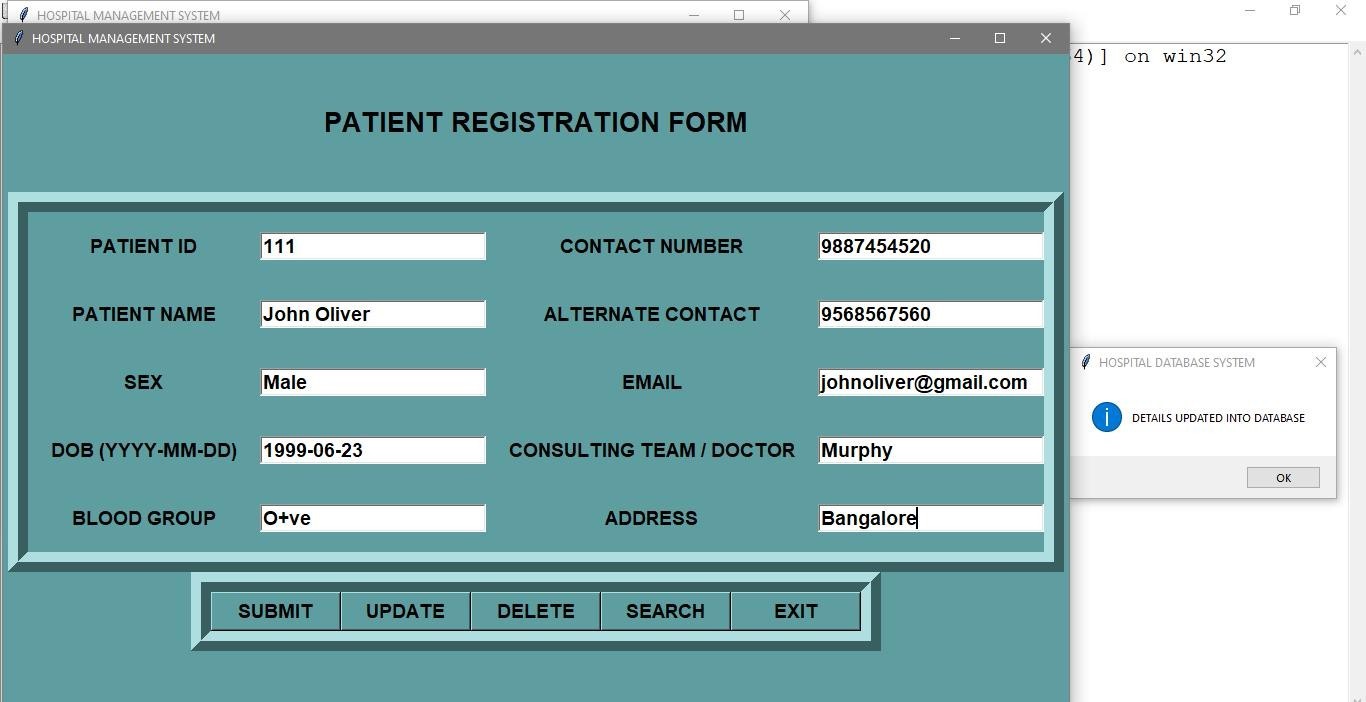 HOSPITAL MANAGEMENT SYSTEM
HOSPITAL MANAGEMENT SYSTEM
4)] on win32
PATIENT REGISTRATION FORM
PATIENT ID 111 CONTACT NUMBER 9887454520
PATIENT NAME John Oliver ALTERNATE CONTACT 9568567560
SEX Male EMAIL johnoliver@gmail.com
DOB (YYYY-MM-DD) 1999-06-23 CONSULTING TEAM / DOCTOR Murphy
BLOOD GROUP O+ve ADDRESS Bangalore
SUBMIT UPDATE DELETE SEARCH EXIT
HOSPITAL DATABASE SYSTEM
DETAILS UPDATED INTO DATABASE
OK